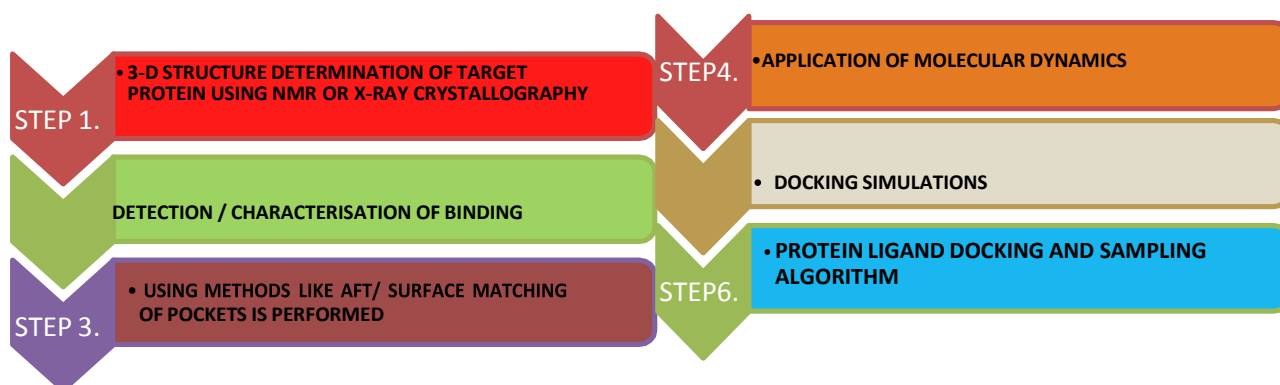 STEP 1.
• 3-D STRUCTURE DETERMINATION OF TARGET
PROTEIN USING NMR OR X-RAY CRYSTALLOGRAPHY
DETECTION / CHARACTERISATION OF BINDING
STEP 3.
• USING METHODS LIKE AFT/ SURFACE MATCHING
OF POCKETS IS PERFORMED
STEP4.
•APPLICATION OF MOLECULAR DYNAMICS
• DOCKING SIMULATIONS
STEP6.
• PROTEIN LIGAND DOCKING AND SAMPLING
ALGORITHM